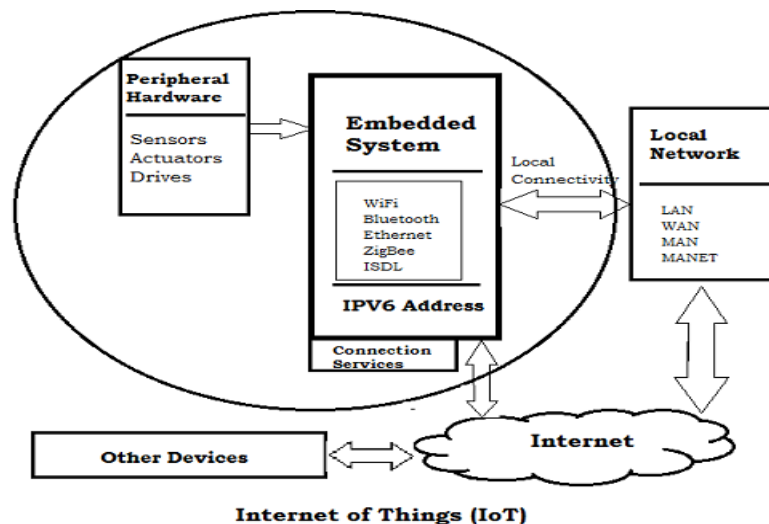 Peripheral
Hardware
Sensors
Actuators
Drives
Embedded
System
WiFi
Bluetooth
Ethernet
ZigBee
ISDL
IPV6 Address
Connection
Services
Local
Connectivity
Local
Network
LAN
WAN
MAN
MANET
Other Devices
Internet
Internet of Things (IoT)